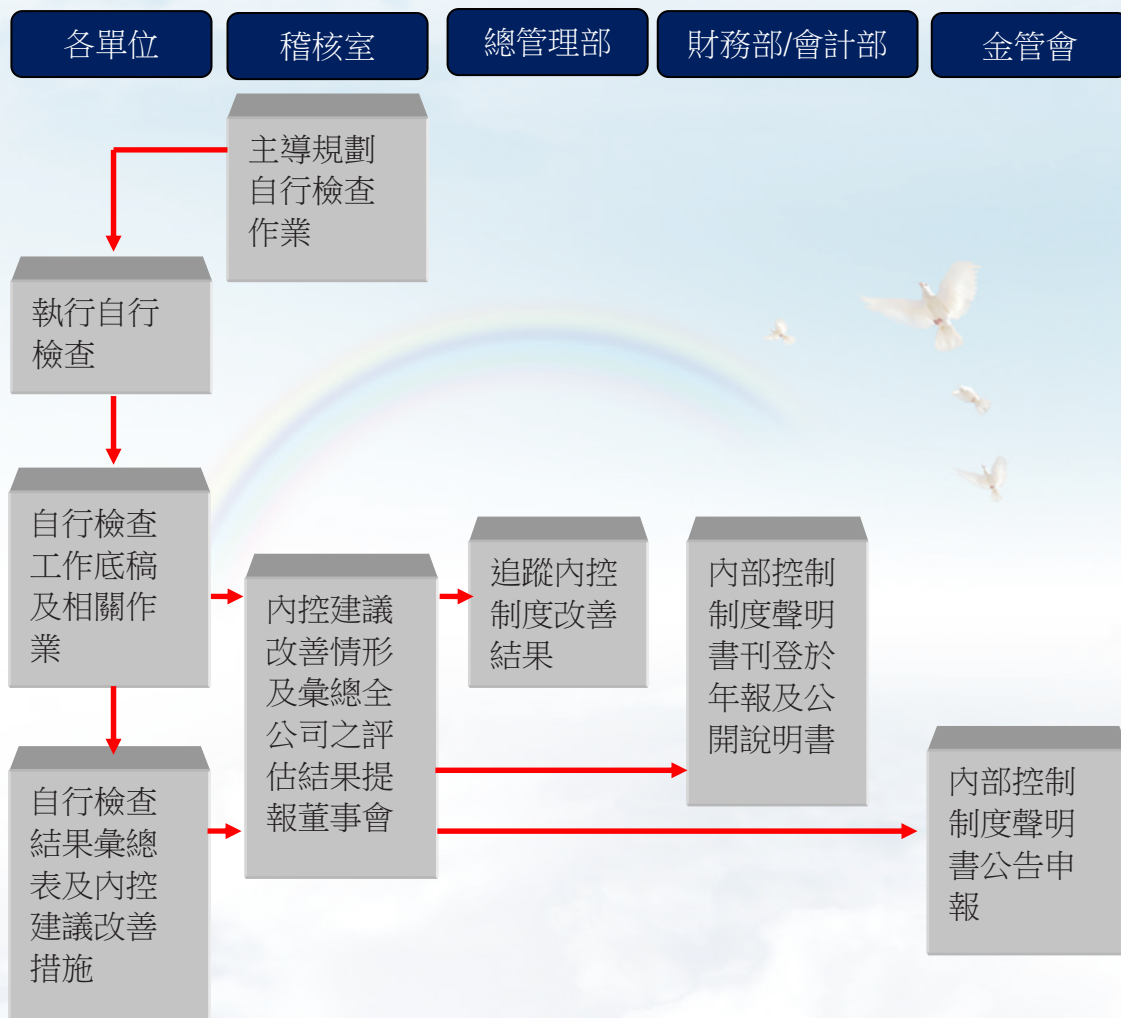 各單位
稽核室
總管理部
財務部/會計部
金管會
主導規劃
自行檢查
作業
執行自行
檢查
自行檢查
工作底稿
及相關作
業
內控建議
改善情形
及彙總全
公司之評
估結果提
報董事會
追蹤內控
制度改善
結果
內部控制
制度聲明
書刊登於
年報及公
開說明書
自行檢查
結果彙總
表及內控
建議改善
措施
內部控制
制度聲明
書公告申
報